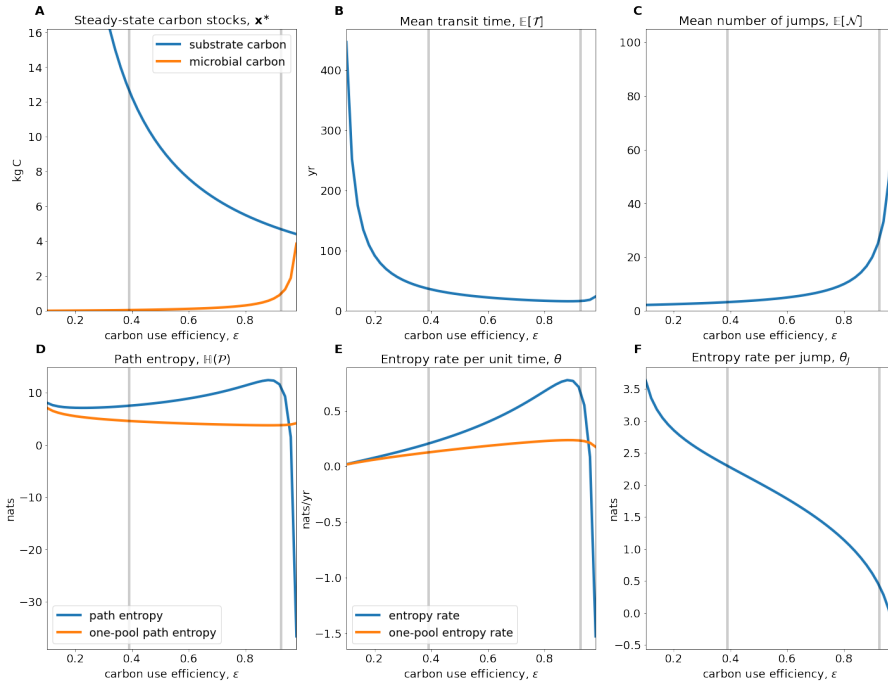 A
Steady-state carbon stocks, x*
16
14
12
10
8
6
4
2
0
kg C
substrate carbon
microbial carbon
0.2 0.4 0.6 0.8
carbon use efficiency, ε
B
Mean transit time, 𝔼[𝒯]
400
350
300
250
200
150
100
50
0
yr
0.2 0.4 0.6 0.8
carbon use efficiency, ε
C
Mean number of jumps, 𝔼[𝒩]
100
80
60
40
20
0
0.2 0.4 0.6 0.8
carbon use efficiency, ε
D
Path entropy, ℍ(𝒫)
10
0
−10
−20
−30
nats
path entropy
one-pool path entropy
0.2 0.4 0.6 0.8
carbon use efficiency, ε
E
Entropy rate per unit time, θ
0.5
0.0
−0.5
−1.0
−1.5
nats/yr
entropy rate
one-pool entropy rate
0.2 0.4 0.6 0.8
carbon use efficiency, ε
F
Entropy rate per jump, θJ
3.5
3.0
2.5
2.0
1.5
1.0
0.5
0.0
−0.5
nats
0.2 0.4 0.6 0.8
carbon use efficiency, ε